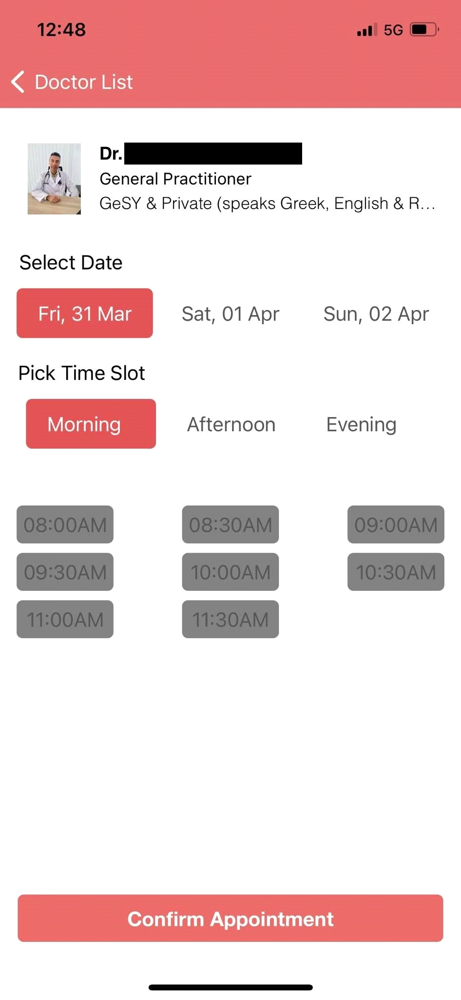 12:48 5G
Doctor List
Dr.
General Practitioner
GeSY & Private (speaks Greek, English & R...
Select Date
Fri, 31 Mar Sat, 01 Apr Sun, 02 Apr
Pick Time Slot
Morning Afternoon Evening
08:00AM 08:30AM 09:00AM
09:30AM 10:00AM 10:30AM
11:00AM 11:30AM
Confirm Appointment